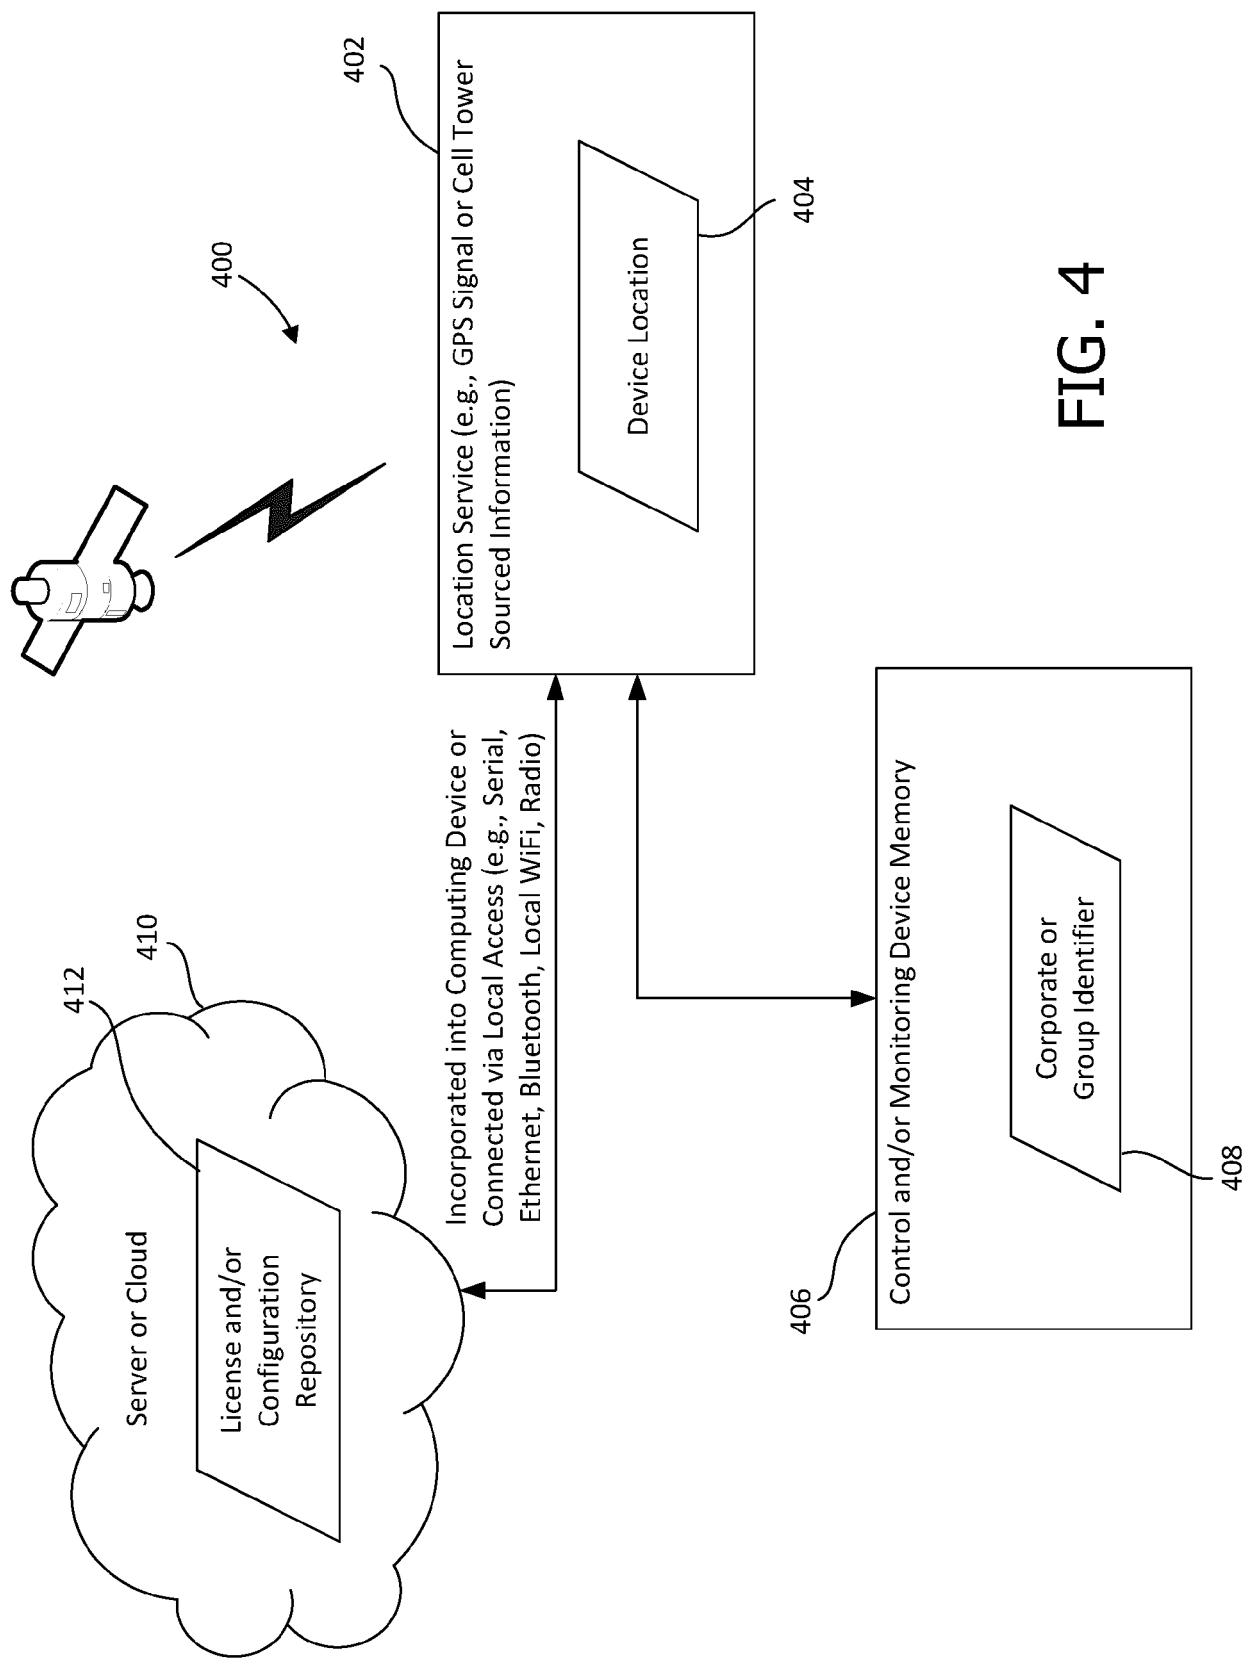 400
402
Location Service (e.g., GPS Signal or Cell Tower
Sourced Information)
Device Location
404
410
412
Server or Cloud
License and/or
Configuration
Repository
Incorporated into Computing Device or
Connected via Local Access (e.g., Serial,
Ethernet, Bluetooth, Local WiFi, Radio)
406
Control and/or Monitoring Device Memory
Corporate or
Group Identifier
408
FIG. 4